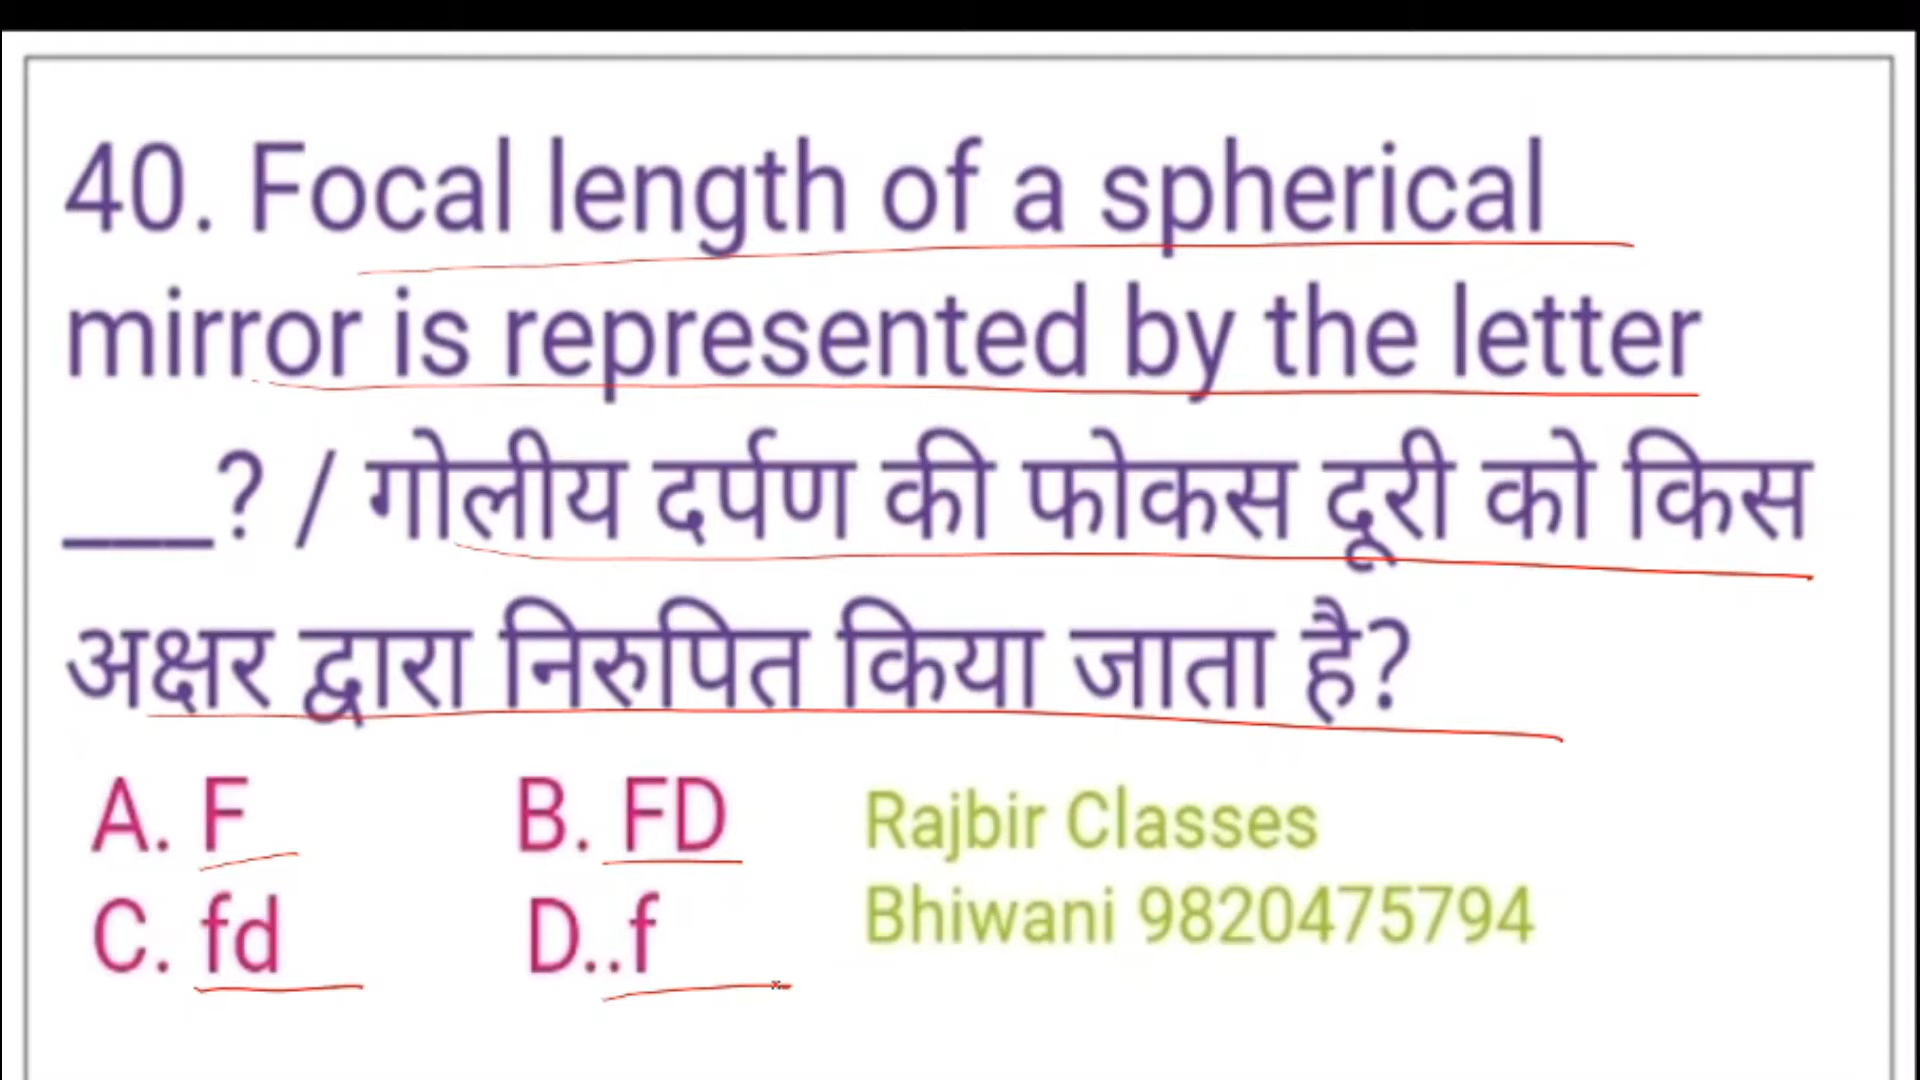 40. Focal length of a spherical
mirror is represented by the letter
___? / गोलीय दर्पण की फोकस दूरी को किस
अक्षर द्वारा निरुपित किया जाता है?
A. F B. FD
C. fd D..f
Rajbir Classes
Bhiwani 9820475794